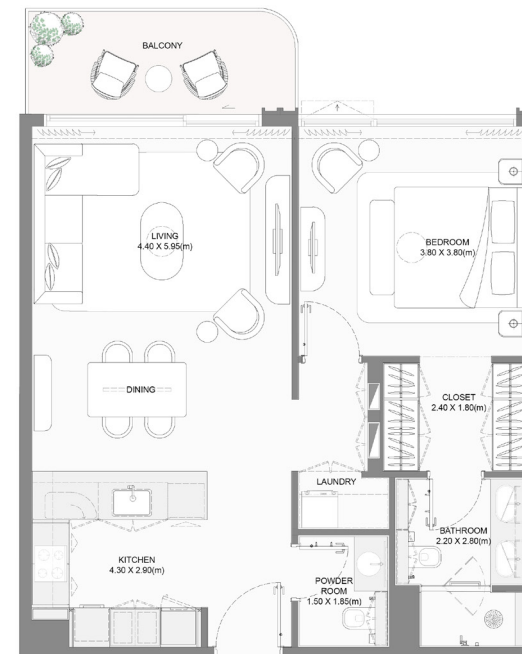 BALCONY
LIVING
4.40 X 5.95(m)
BEDROOM
3.80 X 3.80(m)
DINING
CLOSET
2.40 X 1.80(m)
LAUNDRY
BATHROOM
2.20 X 2.80(m)
KITCHEN
4.30 X 2.90(m)
POWDER
ROOM
1.50 X 1.85(m)